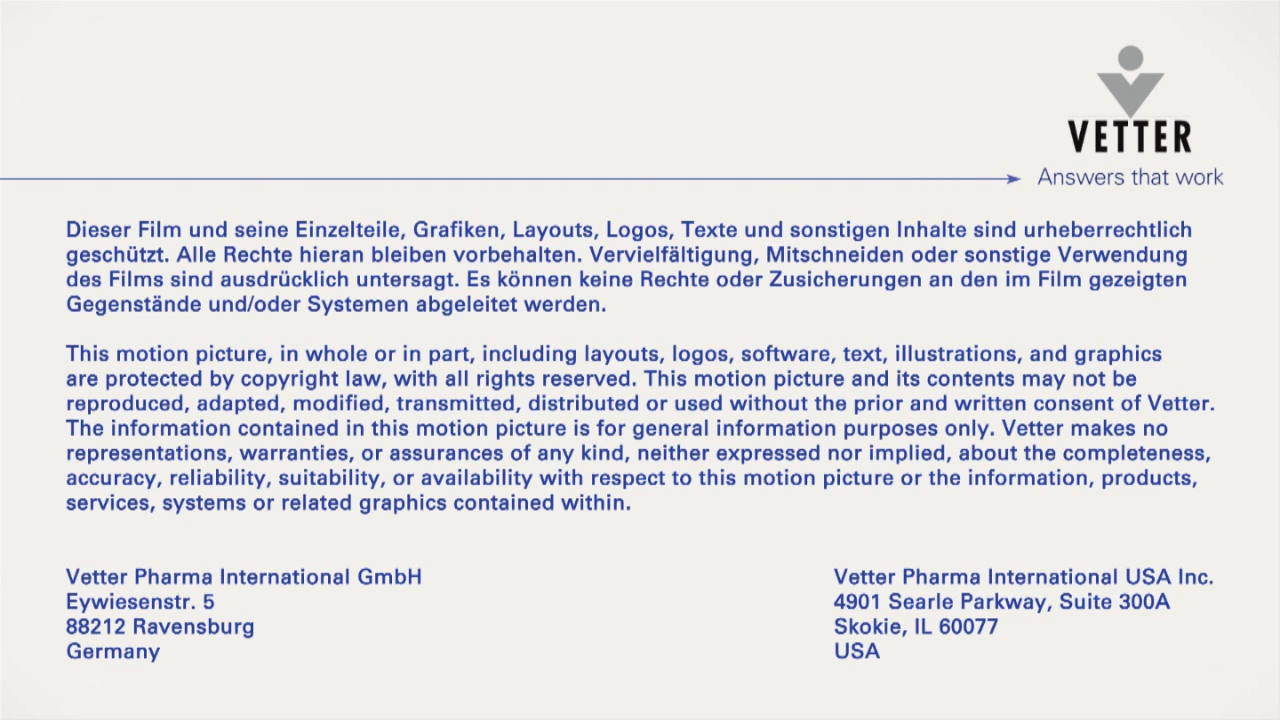 VETTER
Answers that work
Dieser Film und seine Einzelteile, Grafiken, Layouts, Logos, Texte und sonstigen Inhalte sind urheberrechtlich
geschützt. Alle Rechte hieran bleiben vorbehalten. Vervielfältigung, Mitschneiden oder sonstige Verwendung
des Films sind ausdrücklich untersagt. Es können keine Rechte oder Zusicherungen an den im Film gezeigten
Gegenstände und/oder Systemen abgeleitet werden.
This motion picture, in whole or in part, including layouts, logos, software, text, illustrations, and graphics
are protected by copyright law, with all rights reserved. This motion picture and its contents may not be
reproduced, adapted, modified, transmitted, distributed or used without the prior and written consent of Vetter.
The information contained in this motion picture is for general information purposes only. Vetter makes no
representations, warranties, or assurances of any kind, neither expressed nor implied, about the completeness,
accuracy, reliability, suitability, or availability with respect to this motion picture or the information, products,
services, systems or related graphics contained within.
Vetter Pharma International GmbH
Eywiesenstr. 5
88212 Ravensburg
Germany
Vetter Pharma International USA Inc.
4901 Searle Parkway, Suite 300A
Skokie, IL 60077
USA